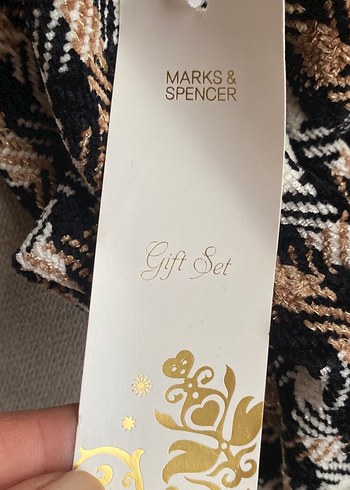 MARKS &
SPENCER
Gift Set